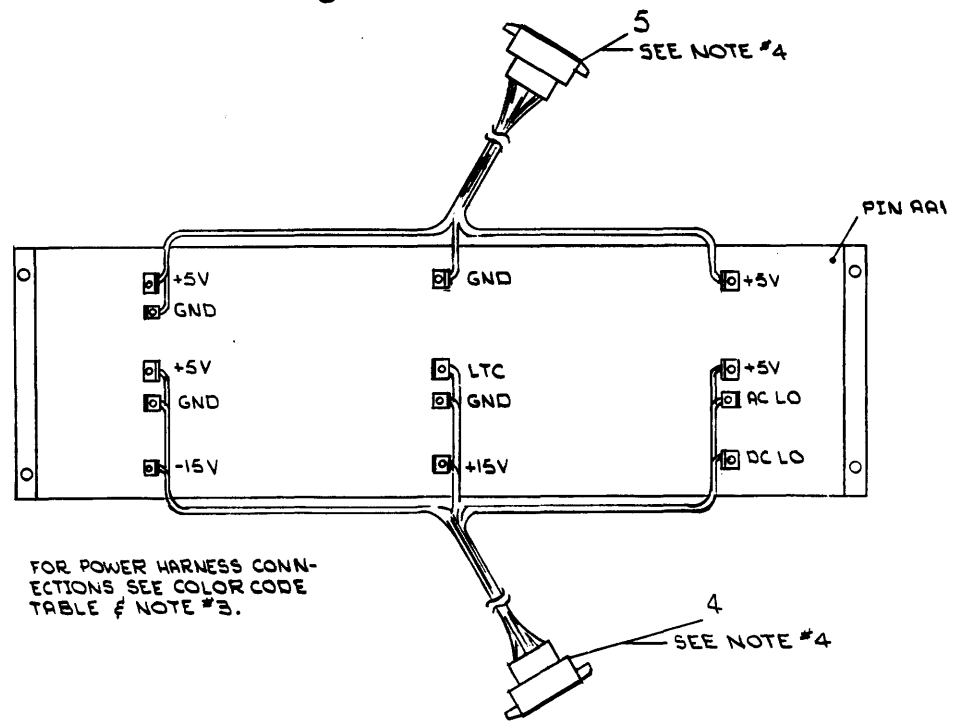 5
SEE NOTE #4
PIN AA1
+5V
GND
+5V
GND
+5V
LTC
+5V
GND
GND
AC LO
-15V
+15V
DC LO
FOR POWER HARNESS CONN-
ECTIONS SEE COLOR CODE
TABLE & NOTE #3.
4
SEE NOTE #4